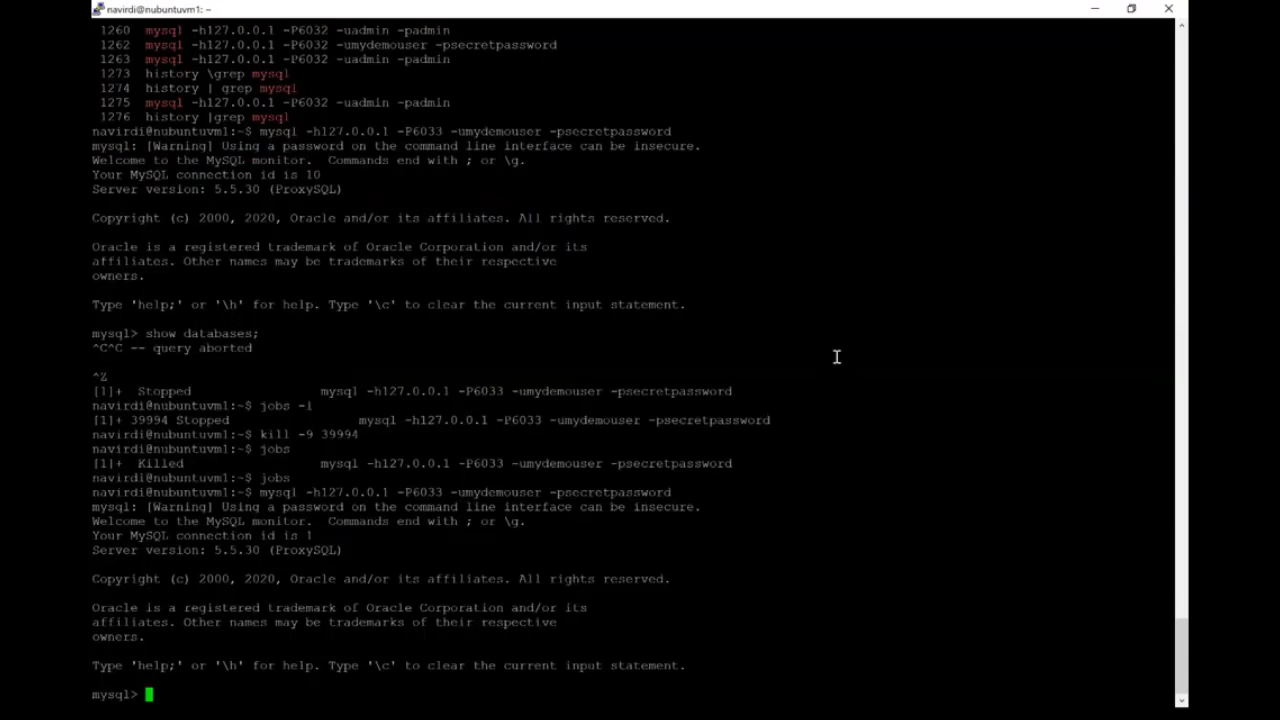 navirdi@nubuntuvm1: ~
1260 mysql -h127.0.0.1 -P6032 -uadmin -padmin
1262 mysql -h127.0.0.1 -P6032 -umydemouser -psecretpassword
1263 mysql -h127.0.0.1 -P6032 -uadmin -padmin
1273 history \grep mysql
1274 history | grep mysql
1275 mysql -h127.0.0.1 -P6032 -uadmin -padmin
1276 history |grep mysql
navirdi@nubuntuvm1:~$ mysql -h127.0.0.1 -P6033 -umydemouser -psecretpassword
mysql: [Warning] Using a password on the command line interface can be insecure.
Welcome to the MySQL monitor. Commands end with ; or \g.
Your MySQL connection id is 10
Server version: 5.5.30 (ProxySQL)
Copyright (c) 2000, 2020, Oracle and/or its affiliates. All rights reserved.
Oracle is a registered trademark of Oracle Corporation and/or its
affiliates. Other names may be trademarks of their respective
owners.
Type 'help;' or '\h' for help. Type '\c' to clear the current input statement.
mysql> show databases;
^C^C -- query aborted
^Z
[1]+ Stopped mysql -h127.0.0.1 -P6033 -umydemouser -psecretpassword
navirdi@nubuntuvm1:~$ jobs -l
[1]+ 39994 Stopped mysql -h127.0.0.1 -P6033 -umydemouser -psecretpassword
navirdi@nubuntuvm1:~$ kill -9 39994
navirdi@nubuntuvm1:~$ jobs
[1]+ Killed mysql -h127.0.0.1 -P6033 -umydemouser -psecretpassword
navirdi@nubuntuvm1:~$ jobs
navirdi@nubuntuvm1:~$ mysql -h127.0.0.1 -P6033 -umydemouser -psecretpassword
mysql: [Warning] Using a password on the command line interface can be insecure.
Welcome to the MySQL monitor. Commands end with ; or \g.
Your MySQL connection id is 1
Server version: 5.5.30 (ProxySQL)
Copyright (c) 2000, 2020, Oracle and/or its affiliates. All rights reserved.
Oracle is a registered trademark of Oracle Corporation and/or its
affiliates. Other names may be trademarks of their respective
owners.
Type 'help;' or '\h' for help. Type '\c' to clear the current input statement.
mysql>